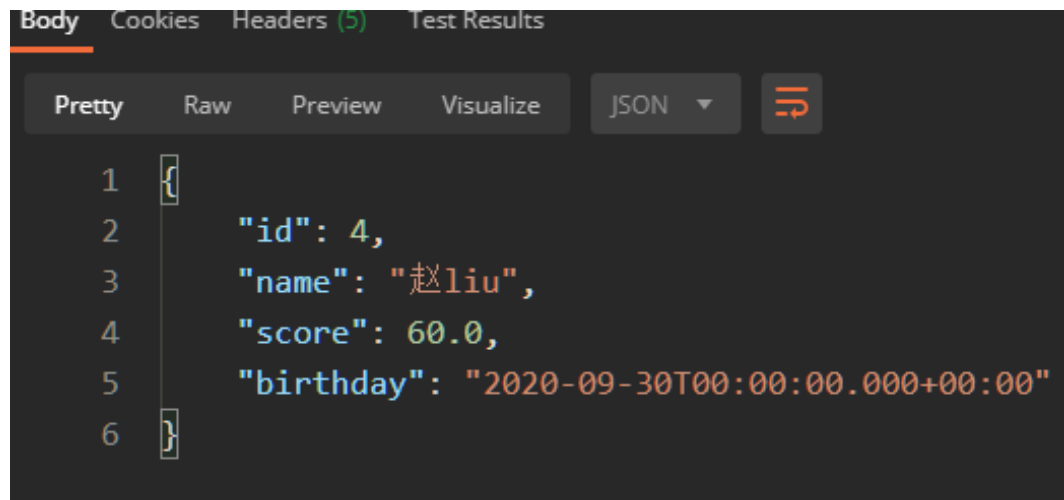 Body Cookies Headers (5) Test Results
Pretty Raw Preview Visualize JSON
1 {
2 "id": 4,
3 "name": "赵liu",
4 "score": 60.0,
5 "birthday": "2020-09-30T00:00:00.000+00:00"
6 }